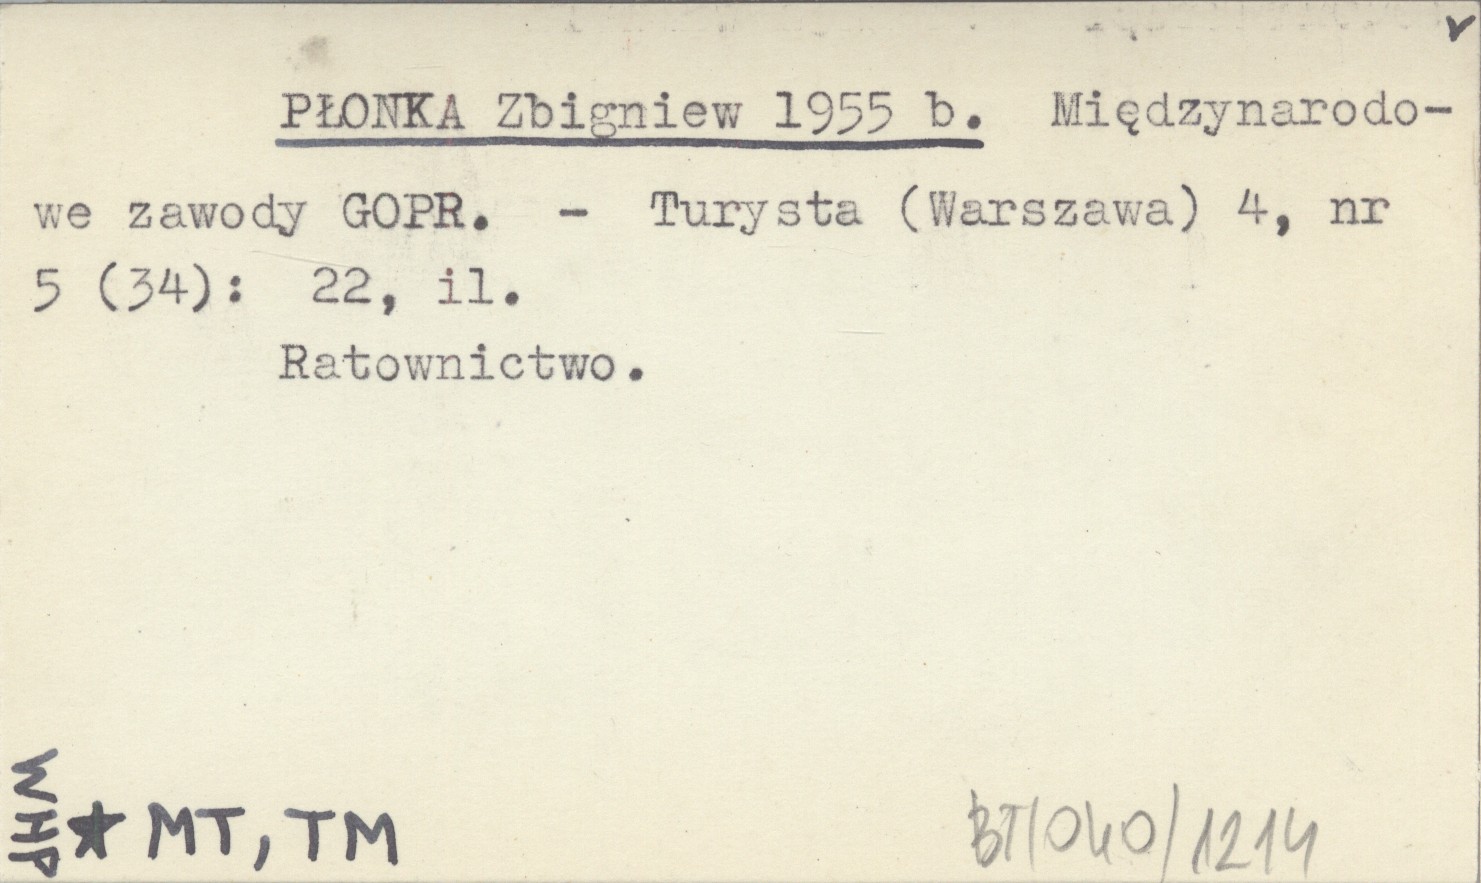 PŁONKA Zbigniew 1955 b. Międzynarodo-
we zawody GOPR. - Turysta (Warszawa) 4, nr
5 (34): 22, il.
Ratownictwo.
WHP
★ MT, TM
BT/040/1214